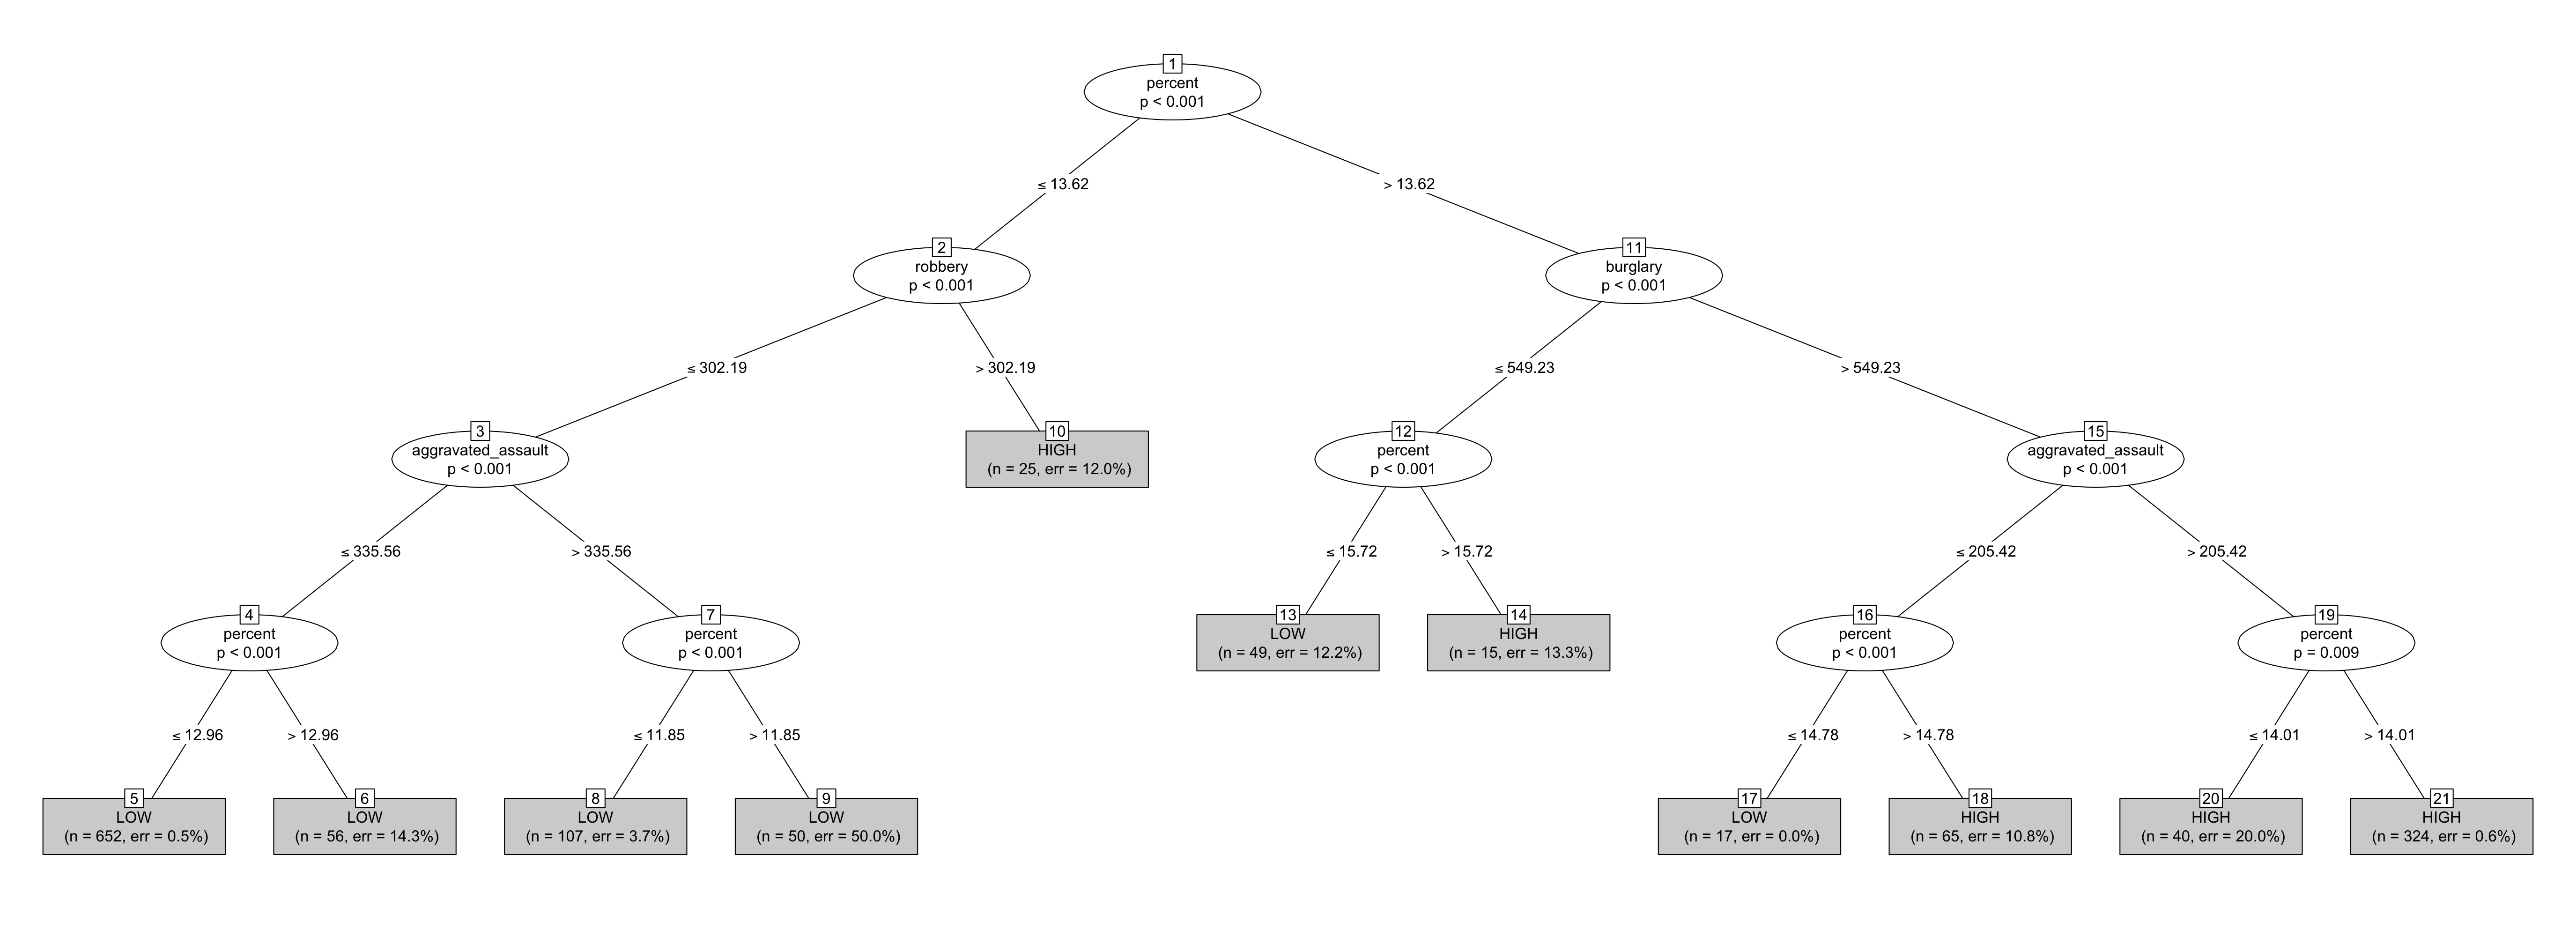 1
percent
p < 0.001
≤ 13.62
> 13.62
2
robbery
p < 0.001
11
burglary
p < 0.001
≤ 302.19
> 302.19
≤ 549.23
> 549.23
3
aggravated_assault
p < 0.001
10
HIGH
(n = 25, err = 12.0%)
12
percent
p < 0.001
15
aggravated_assault
p < 0.001
≤ 335.56
> 335.56
≤ 15.72
> 15.72
≤ 205.42
> 205.42
4
percent
p < 0.001
7
percent
p < 0.001
13
LOW
(n = 49, err = 12.2%)
14
HIGH
(n = 15, err = 13.3%)
16
percent
p < 0.001
19
percent
p = 0.009
≤ 12.96
> 12.96
≤ 11.85
> 11.85
≤ 14.78
> 14.78
≤ 14.01
> 14.01
5
LOW
(n = 652, err = 0.5%)
6
LOW
(n = 56, err = 14.3%)
8
LOW
(n = 107, err = 3.7%)
9
LOW
(n = 50, err = 50.0%)
17
LOW
(n = 17, err = 0.0%)
18
HIGH
(n = 65, err = 10.8%)
20
HIGH
(n = 40, err = 20.0%)
21
HIGH
(n = 324, err = 0.6%)